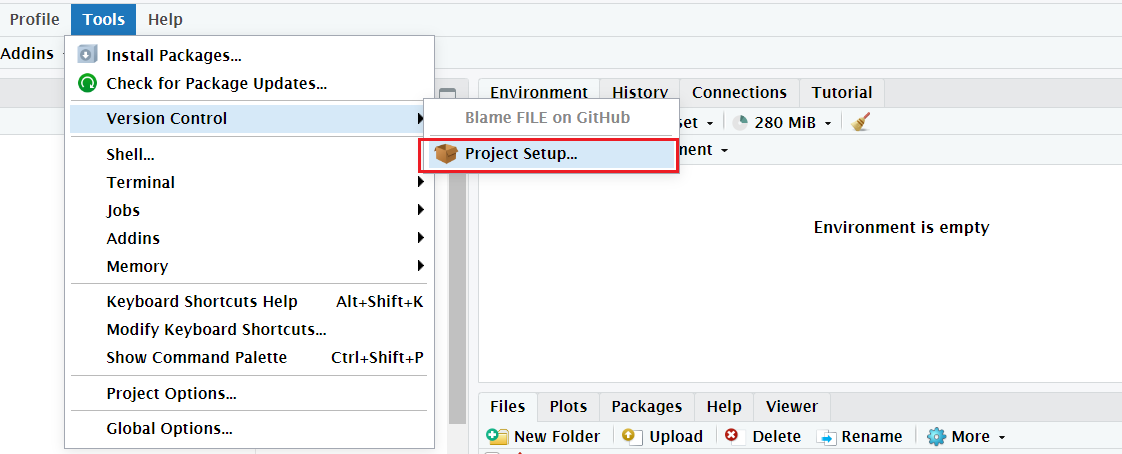 Profile Tools Help
Addins
Install Packages...
Check for Package Updates...
Version Control
Shell...
Terminal
Jobs
Addins
Memory
Keyboard Shortcuts Help Alt+Shift+K
Modify Keyboard Shortcuts...
Show Command Palette Ctrl+Shift+P
Project Options...
Global Options...
Blame FILE on GitHub
Project Setup...
Environment History Connections Tutorial
set 280 MiB
ment
Environment is empty
Files Plots Packages Help Viewer
New Folder Upload Delete Rename More